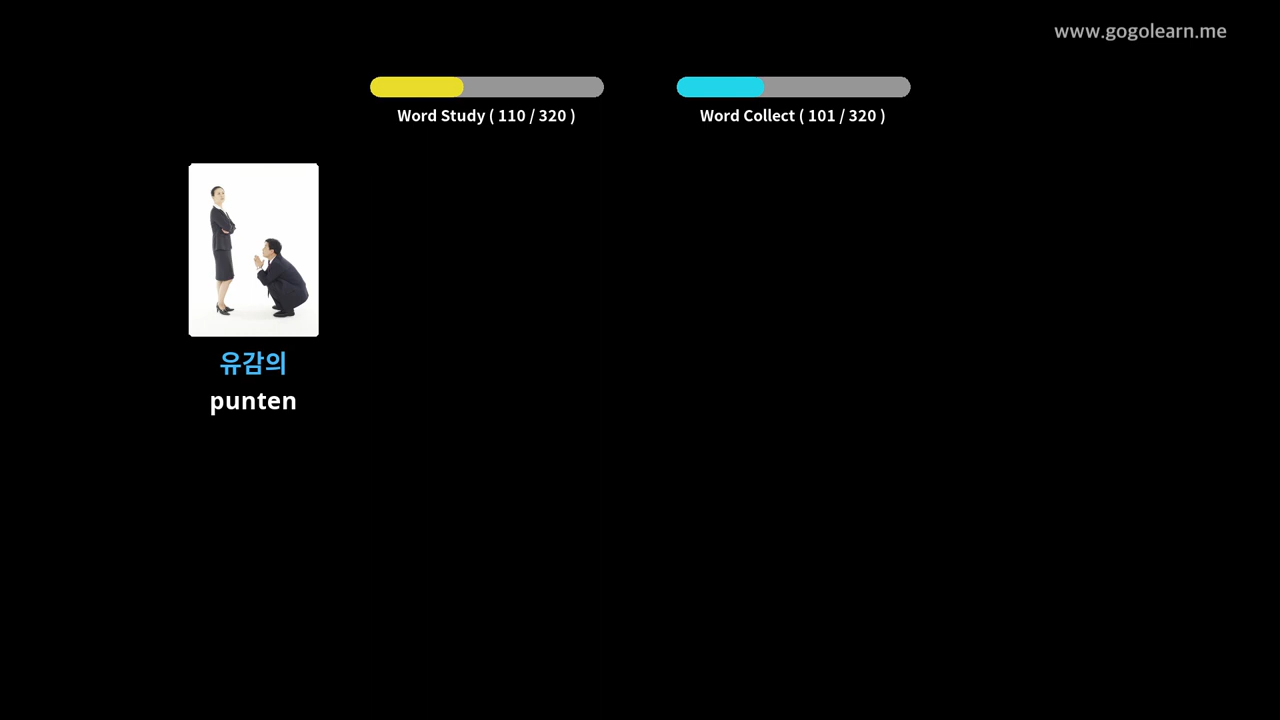 www.gogolearn.me
Word Study ( 110 / 320 )
Word Collect ( 101 / 320 )
유감의
punten